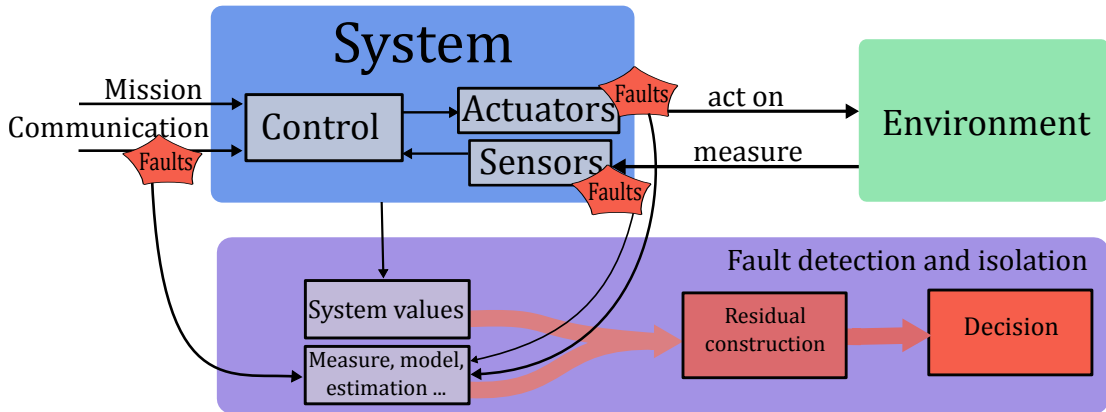 System
Mission
Communication
Faults
Control
Actuators
Faults
Sensors
Faults
act on
measure
Environment
Fault detection and isolation
System values
Measure, model,
estimation ...
Residual
construction
Decision